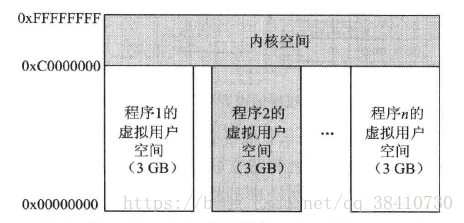 0xFFFFFFFF
内核空间
0xC0000000
程序1的
虚拟用户
空间
（3 GB）
程序2的
虚拟用户
空间
（3 GB）
...
程序n的
虚拟用户
空间
（3 GB）
0x00000000
net/qq_38410730